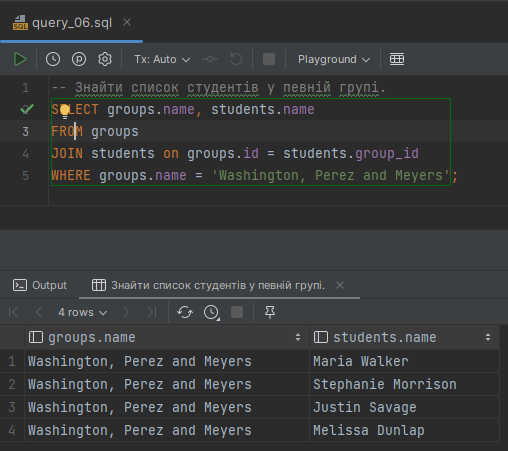 SQL query_06.sql
Tx: Auto Playground
1 -- Знайти список студентів у певній групі.
SELECT groups.name, students.name
3 FROM groups
4 JOIN students on groups.id = students.group_id
5 WHERE groups.name = 'Washington, Perez and Meyers';
Output Знайти список студентів у певній групі.
4 rows
groups.name students.name
1 Washington, Perez and Meyers Maria Walker
2 Washington, Perez and Meyers Stephanie Morrison
3 Washington, Perez and Meyers Justin Savage
4 Washington, Perez and Meyers Melissa Dunlap